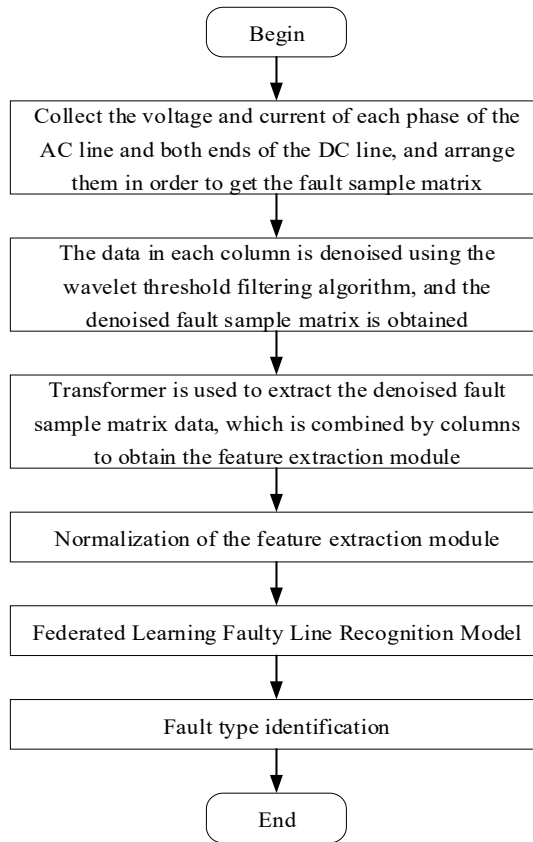 Begin
Collect the voltage and current of each phase of the
AC line and both ends of the DC line, and arrange
them in order to get the fault sample matrix
The data in each column is denoised using the
wavelet threshold filtering algorithm, and the
denoised fault sample matrix is obtained
Transformer is used to extract the denoised fault
sample matrix data, which is combined by columns
to obtain the feature extraction module
Normalization of the feature extraction module
Federated Learning Faulty Line Recognition Model
Fault type identification
End